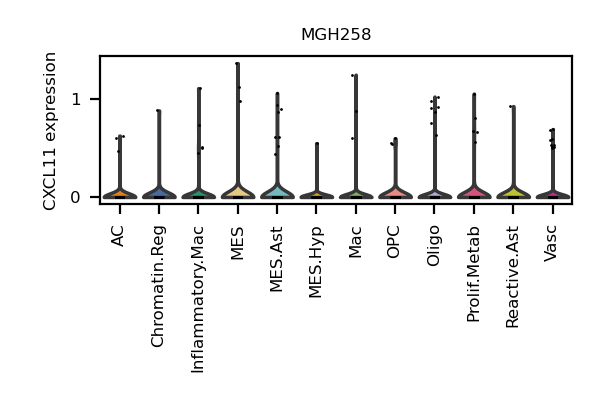 MGH258
CXCL11 expression
1
0
AC
Chromatin.Reg
Inflammatory.Mac
MES
MES.Ast
MES.Hyp
Mac
OPC
Oligo
Prolif.Metab
Reactive.Ast
Vasc